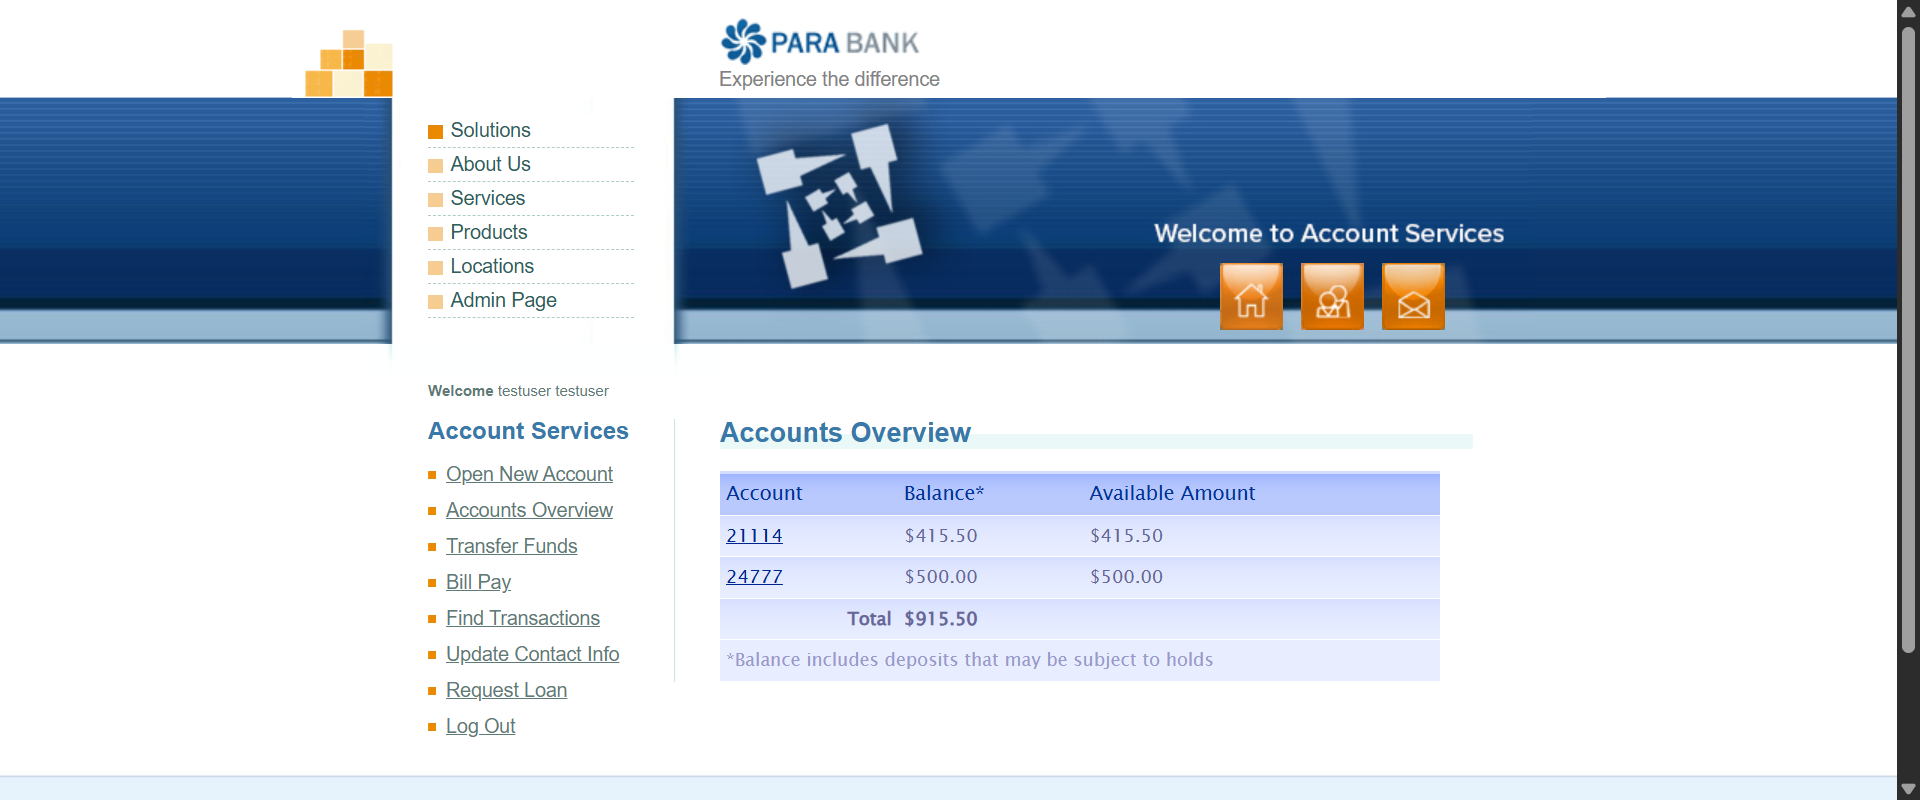 PARA BANK
Experience the difference
Solutions
About Us
Services
Products
Locations
Admin Page
Welcome to Account Services
Welcome testuser testuser
Account Services
Open New Account
Accounts Overview
Transfer Funds
Bill Pay
Find Transactions
Update Contact Info
Request Loan
Log Out
Accounts Overview
Account Balance* Available Amount
21114 $415.50 $415.50
24777 $500.00 $500.00
Total $915.50
*Balance includes deposits that may be subject to holds